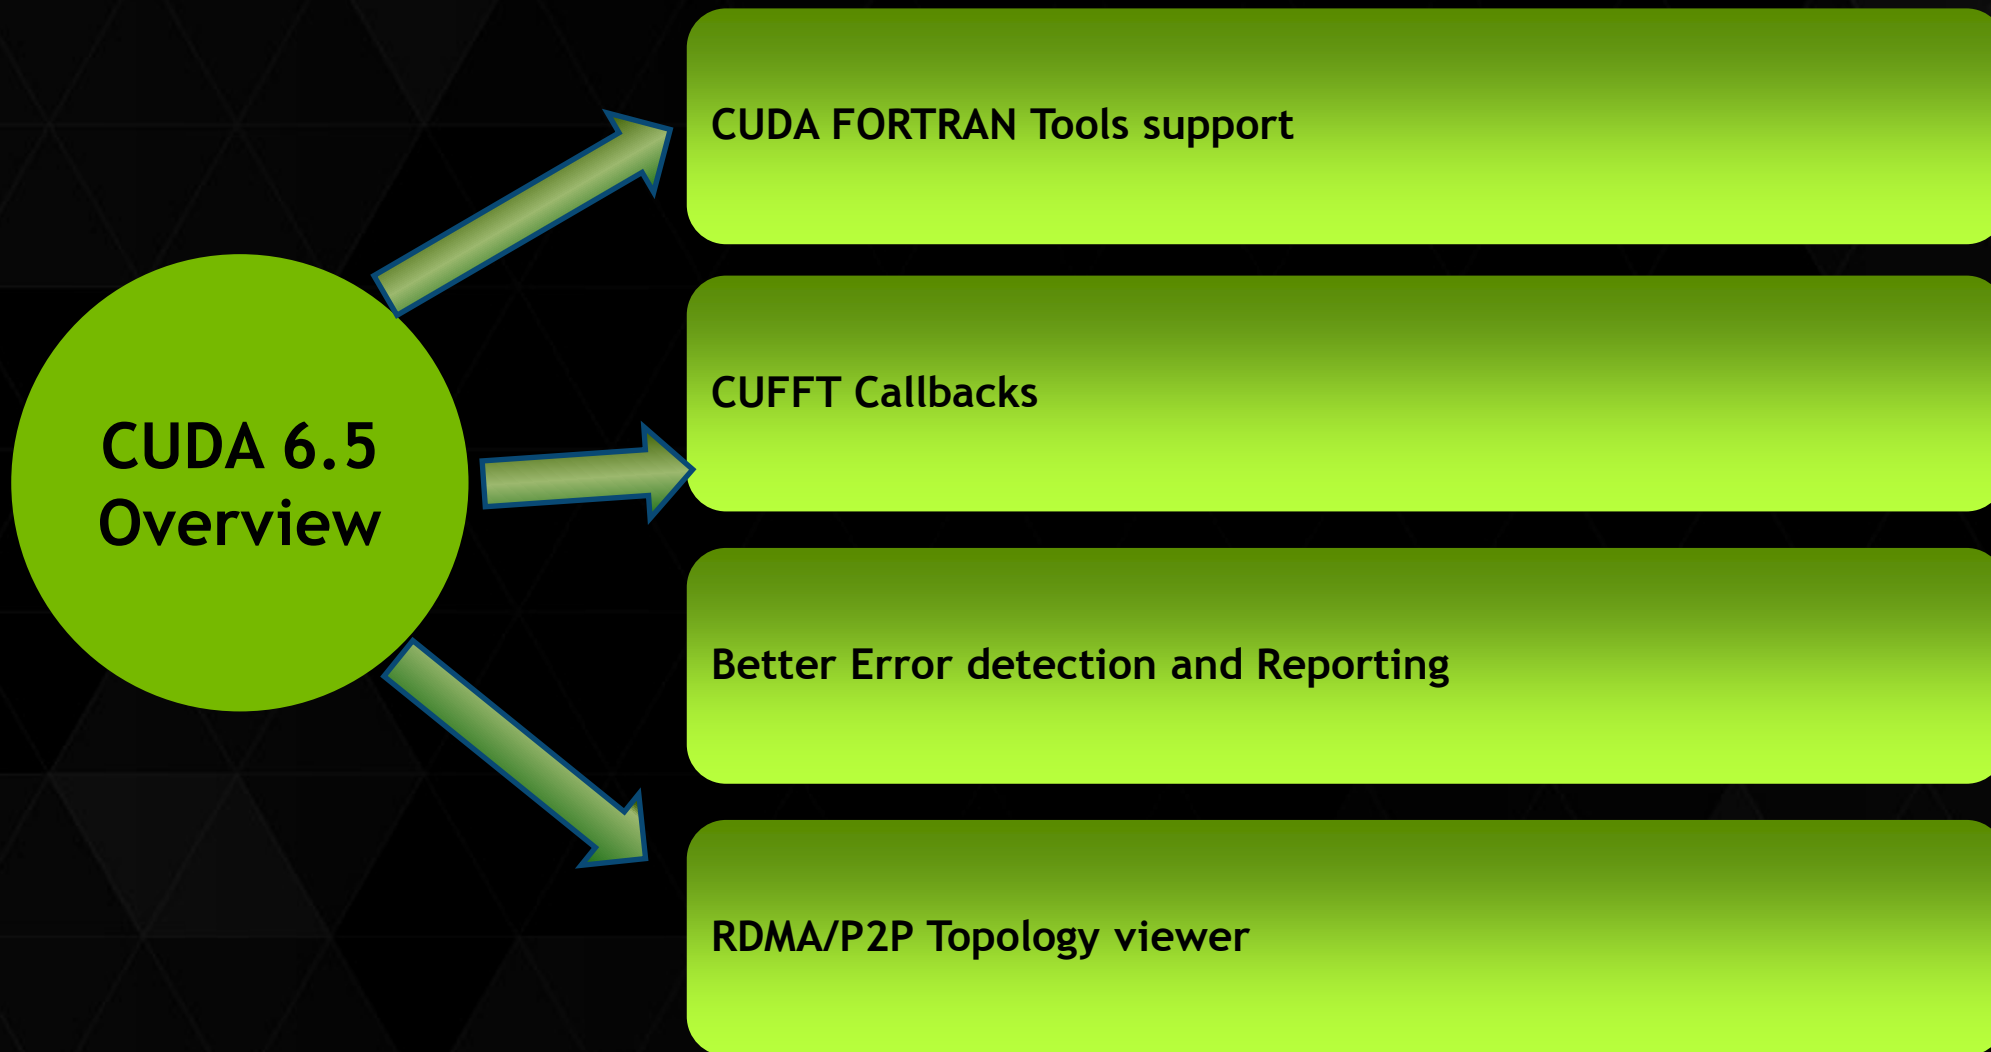 CUDA 6.5
Overview
CUDA FORTRAN Tools support
CUFFT Callbacks
Better Error detection and Reporting
RDMA/P2P Topology viewer